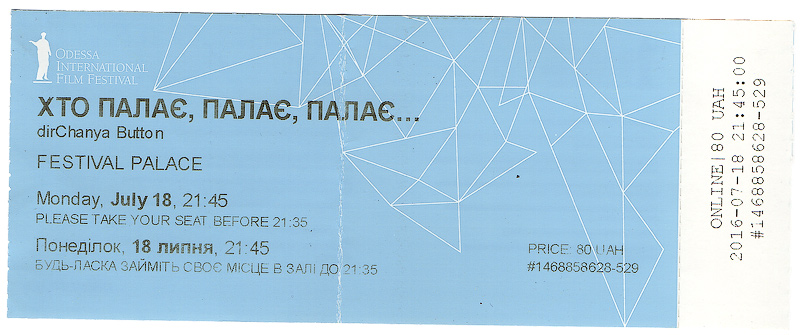 ODESSA
INTERNATIONAL
FILM FESTIVAL
ХТО ПАЛАЄ, ПАЛАЄ, ПАЛАЄ...
dirChanya Button
FESTIVAL PALACE
Monday, July 18, 21:45
PLEASE TAKE YOUR SEAT BEFORE 21:35
Понеділок, 18 липня, 21:45
БУДЬ-ЛАСКА ЗАЙМІТЬ СВОЄ МІСЦЕ В ЗАЛІ ДО 21:35
PRICE: 80 UAH
#1468858628-529
ONLINE|80 UAH
2016-07-18 21:45:00
#1468858628-529